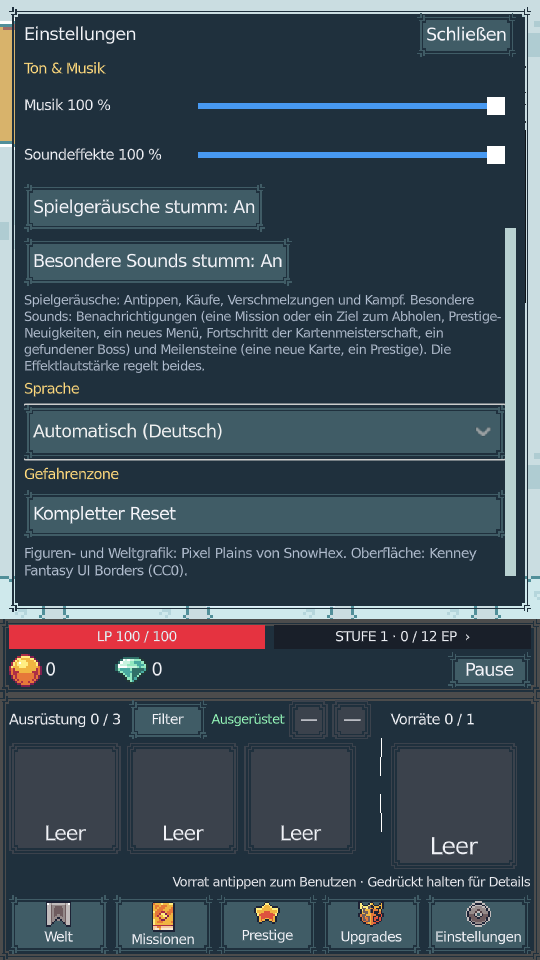 Einstellungen
Schließen
Ton & Musik
Musik 100 %
Soundeffekte 100 %
Spielgeräusche stumm: An
Besondere Sounds stumm: An
Spielgeräusche: Antippen, Käufe, Verschmelzungen und Kampf. Besondere
Sounds: Benachrichtigungen (eine Mission oder ein Ziel zum Abholen, Prestige-
Neuigkeiten, ein neues Menü, Fortschritt der Kartenmeisterschaft, ein
gefundener Boss) und Meilensteine (eine neue Karte, ein Prestige). Die
Effektlautstärke regelt beides.
Sprache
Automatisch (Deutsch)
Gefahrenzone
Kompletter Reset
Figuren- und Weltgrafik: Pixel Plains von SnowHex. Oberfläche: Kenney
Fantasy UI Borders (CC0).
LP 100 / 100
STUFE 1 · 0 / 12 EP ›
0
0
Pause
Ausrüstung 0 / 3
Filter
Ausgerüstet
—
—
Vorräte 0 / 1
Leer
Leer
Leer
Leer
Vorrat antippen zum Benutzen · Gedrückt halten für Details
Welt
Missionen
Prestige
Upgrades
Einstellungen